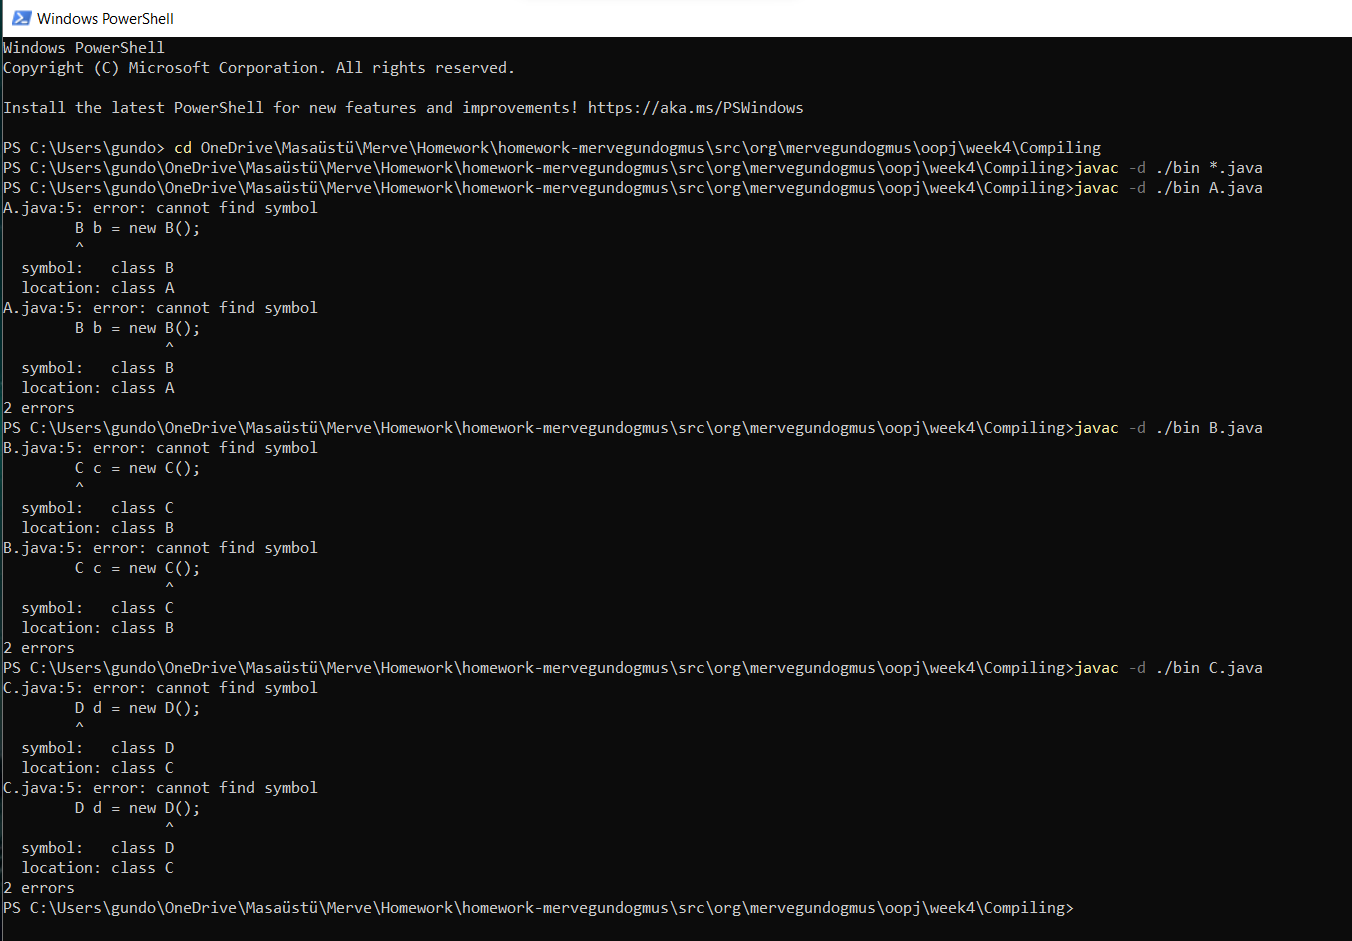 Windows PowerShell
Windows PowerShell
Copyright (C) Microsoft Corporation. All rights reserved.
Install the latest PowerShell for new features and improvements! https://aka.ms/PSWindows
PS C:\Users\gundo> cd OneDrive\Masaüstü\Merve\Homework\homework-mervegundogmus\src\org\mervegundogmus\oopj\week4\Compiling
PS C:\Users\gundo\OneDrive\Masaüstü\Merve\Homework\homework-mervegundogmus\src\org\mervegundogmus\oopj\week4\Compiling>javac -d ./bin *.java
PS C:\Users\gundo\OneDrive\Masaüstü\Merve\Homework\homework-mervegundogmus\src\org\mervegundogmus\oopj\week4\Compiling>javac -d ./bin A.java
A.java:5: error: cannot find symbol
        B b = new B();
        ^
  symbol:   class B
  location: class A
A.java:5: error: cannot find symbol
        B b = new B();
                  ^
  symbol:   class B
  location: class A
2 errors
PS C:\Users\gundo\OneDrive\Masaüstü\Merve\Homework\homework-mervegundogmus\src\org\mervegundogmus\oopj\week4\Compiling>javac -d ./bin B.java
B.java:5: error: cannot find symbol
        C c = new C();
        ^
  symbol:   class C
  location: class B
B.java:5: error: cannot find symbol
        C c = new C();
                  ^
  symbol:   class C
  location: class B
2 errors
PS C:\Users\gundo\OneDrive\Masaüstü\Merve\Homework\homework-mervegundogmus\src\org\mervegundogmus\oopj\week4\Compiling>javac -d ./bin C.java
C.java:5: error: cannot find symbol
        D d = new D();
        ^
  symbol:   class D
  location: class C
C.java:5: error: cannot find symbol
        D d = new D();
                  ^
  symbol:   class D
  location: class C
2 errors
PS C:\Users\gundo\OneDrive\Masaüstü\Merve\Homework\homework-mervegundogmus\src\org\mervegundogmus\oopj\week4\Compiling>